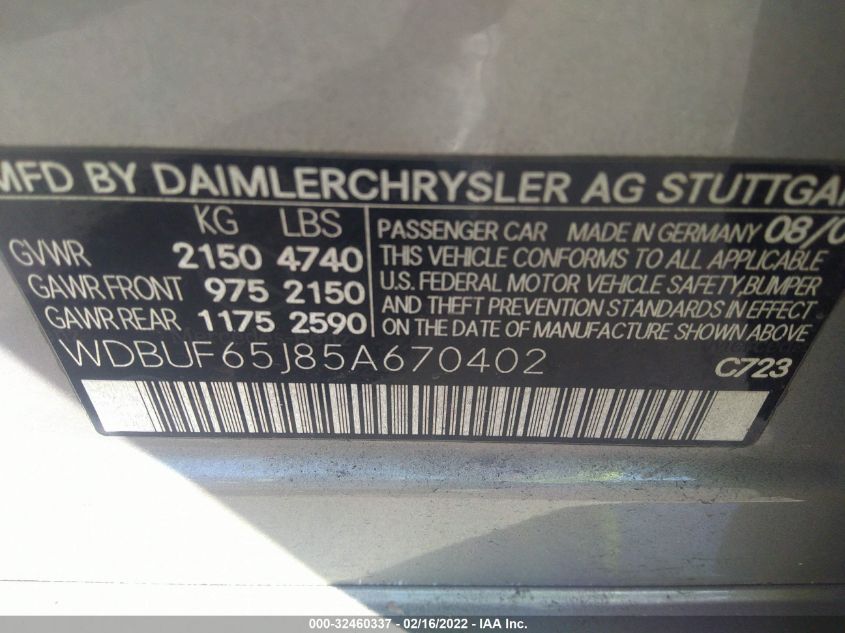 MFD BY DAIMLERCHRYSLER AG STUTTGAR
KG LBS
GVWR 2150 4740
GAWR FRONT 975 2150
GAWR REAR 1175 2590
PASSENGER CAR MADE IN GERMANY 08/0
THIS VEHICLE CONFORMS TO ALL APPLICABLE
U.S. FEDERAL MOTOR VEHICLE SAFETY, BUMPER
AND THEFT PREVENTION STANDARDS IN EFFECT
ON THE DATE OF MANUFACTURE SHOWN ABOVE
WDBUF65J85A670402 C723
000-32460337 - 02/16/2022 - IAA Inc.